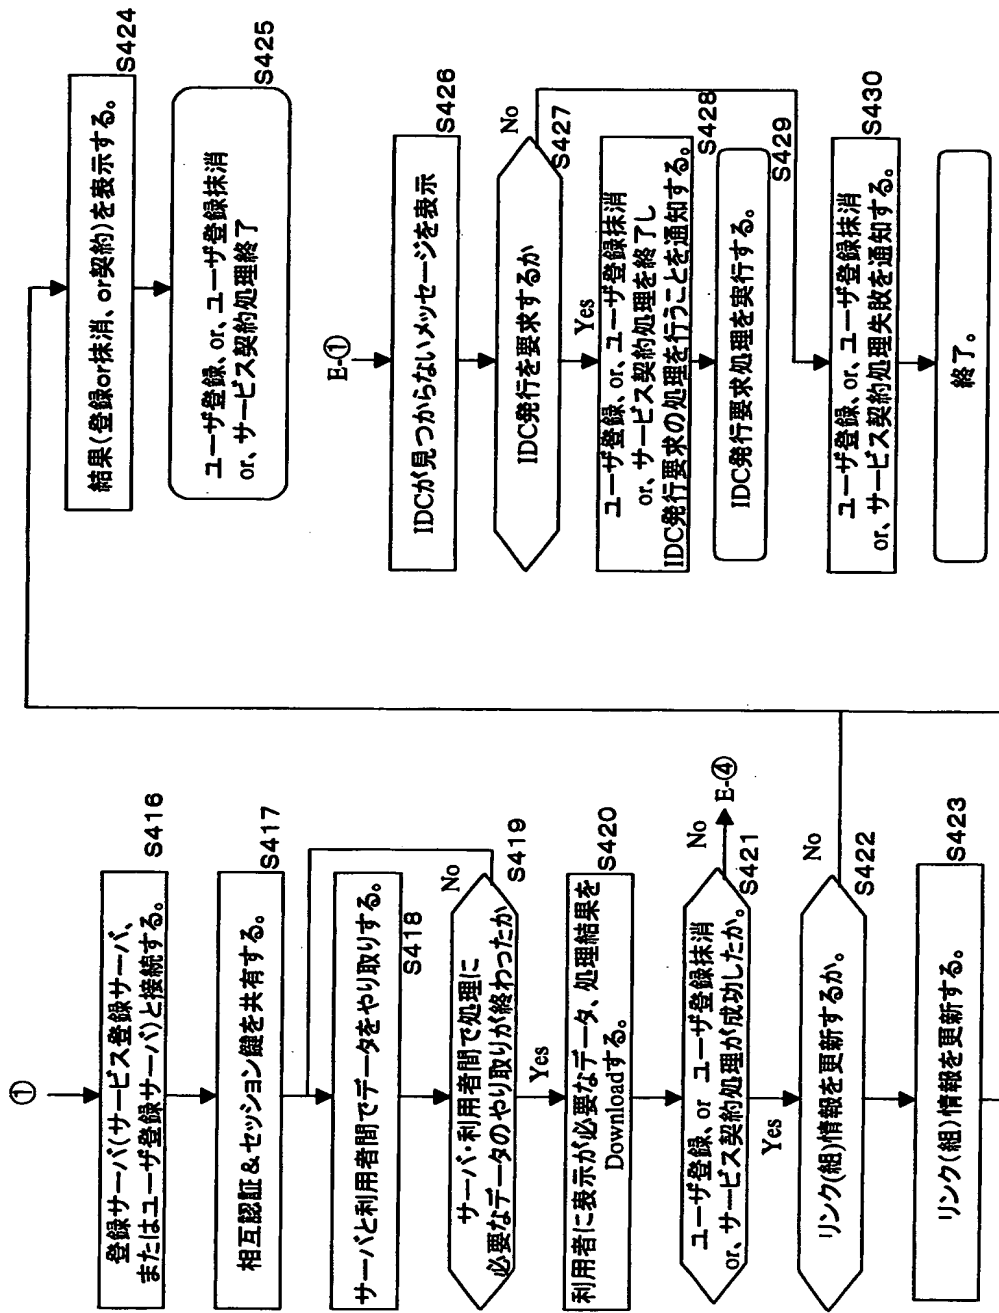 ①
登録サーバ(サービス登録サーバ、
またはユーザ登録サーバ)と接続する。
S416
相互認証&セッション鍵を共有する。
S417
サーバと利用者間でデータをやり取りする。
S418
サーバ・利用者間で処理に
必要なデータのやり取りが終わったか
No
S419
Yes
利用者に表示が必要なデータ、処理結果を
Downloadする。
S420
ユーザ登録、or ユーザ登録抹消
or、サービス契約処理が成功したか。
No
E-④
S421
Yes
リンク(組)情報を更新するか。
No
S422
リンク(組)情報を更新する。
S423
結果(登録or抹消、or契約)を表示する。
S424
ユーザ登録、or、ユーザ登録抹消
or、サービス契約処理終了
S425
E-①
IDCが見つからないメッセージを表示
S426
IDC発行を要求するか
No
S427
Yes
ユーザ登録、or、ユーザ登録抹消
or、サービス契約処理を終了し
IDC発行要求の処理を行うことを通知する。
S428
IDC発行要求処理を実行する。
S429
ユーザ登録、or、ユーザ登録抹消
or、サービス契約処理失敗を通知する。
S430
終了。